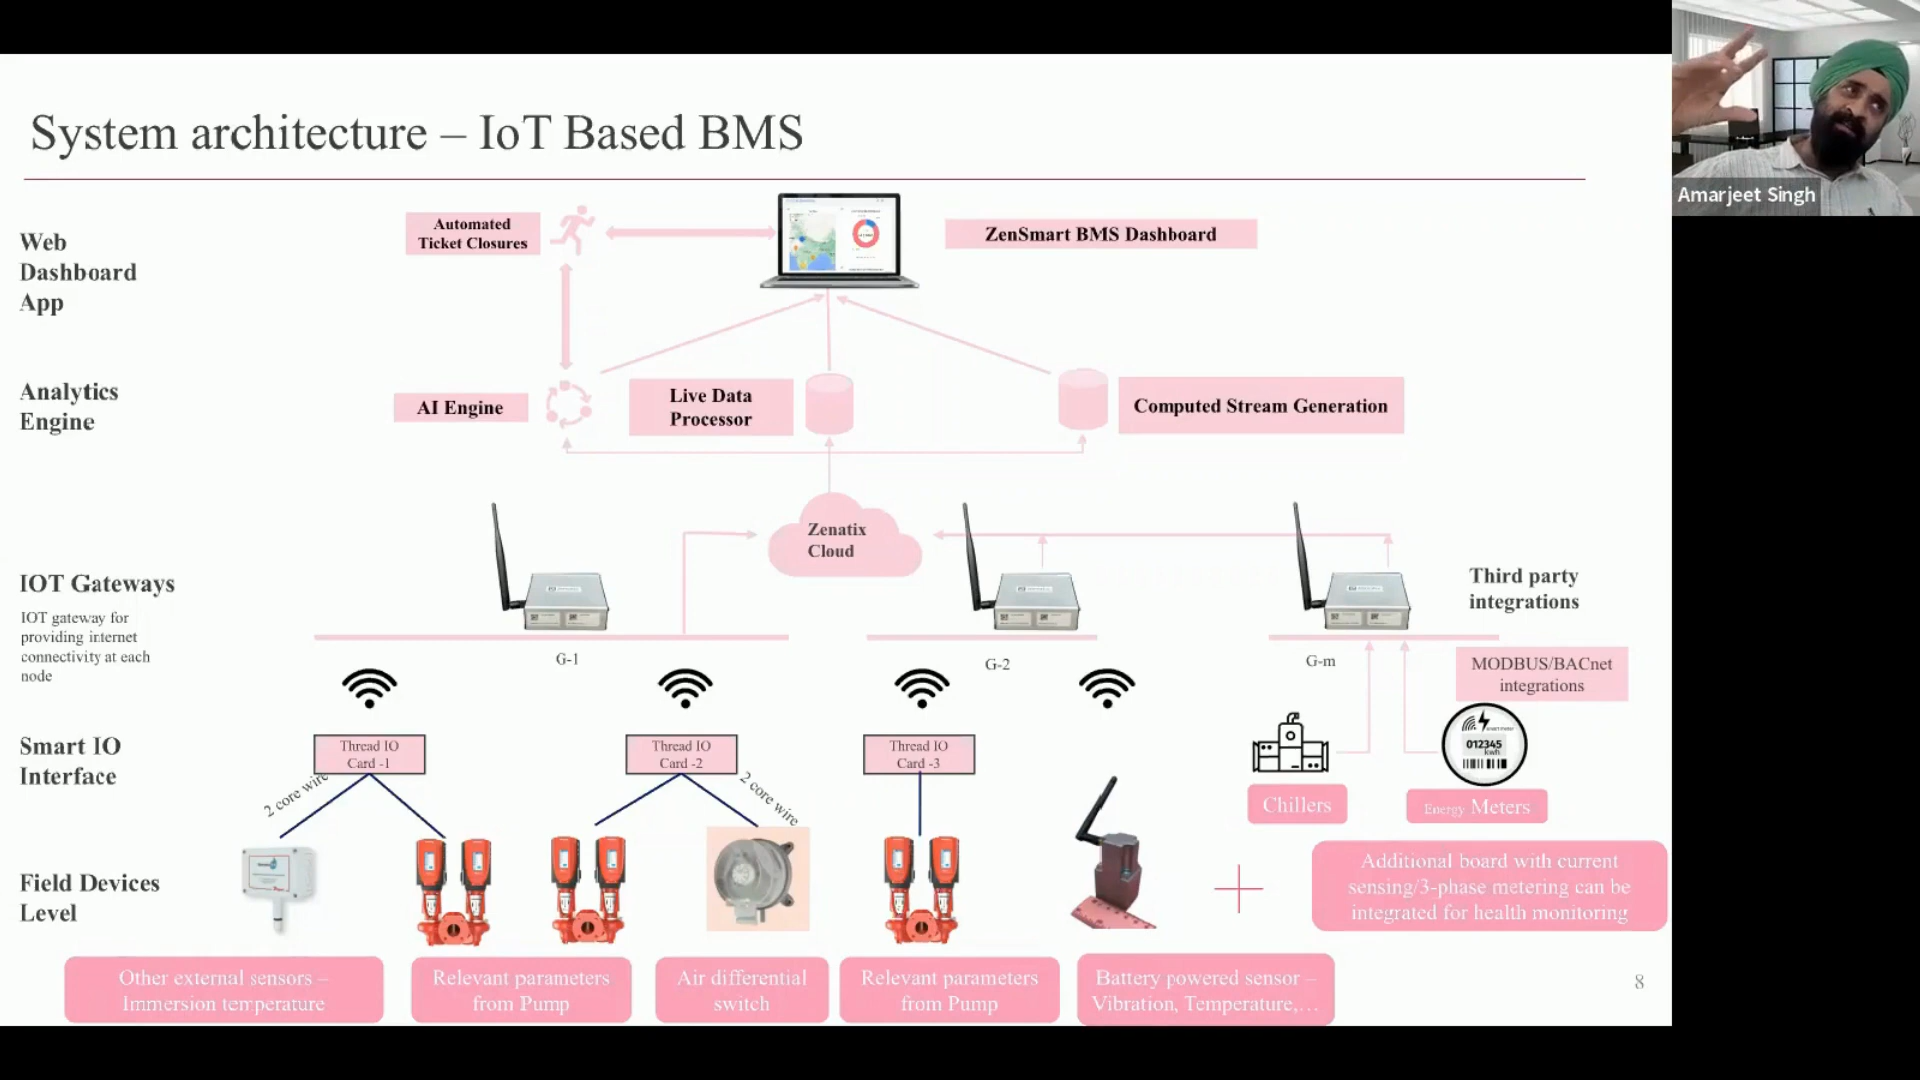 System architecture – IoT Based BMS
Amarjeet Singh
Web
Dashboard
App
Automated
Ticket Closures
ZenSmart BMS Dashboard
Analytics
Engine
AI Engine
Live Data
Processor
Computed Stream Generation
Zenatix
Cloud
IOT Gateways
IOT gateway for
providing internet
connectivity at each
node
Third party
integrations
G-1
G-2
G-m
MODBUS/BACnet
integrations
Smart IO
Interface
Thread IO
Card -1
Thread IO
Card -2
Thread IO
Card -3
2 core wire
2 core wire
012345
kwh
Chillers
Energy Meters
Field Devices
Level
Additional board with current
sensing/3-phase metering can be
integrated for health monitoring
Other external sensors –
Immersion temperature
Relevant parameters
from Pump
Air differential
switch
Relevant parameters
from Pump
Battery powered sensor –
Vibration, Temperature,…
8